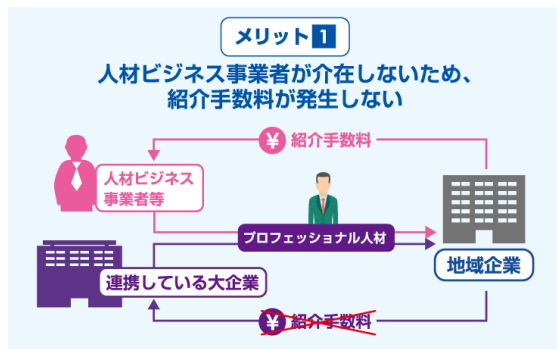 メリット1
人材ビジネス事業者が介在しないため、
紹介手数料が発生しない
¥ 紹介手数料
人材ビジネス
事業者等
プロフェッショナル人材
地域企業
連携している大企業
¥ 紹介手数料